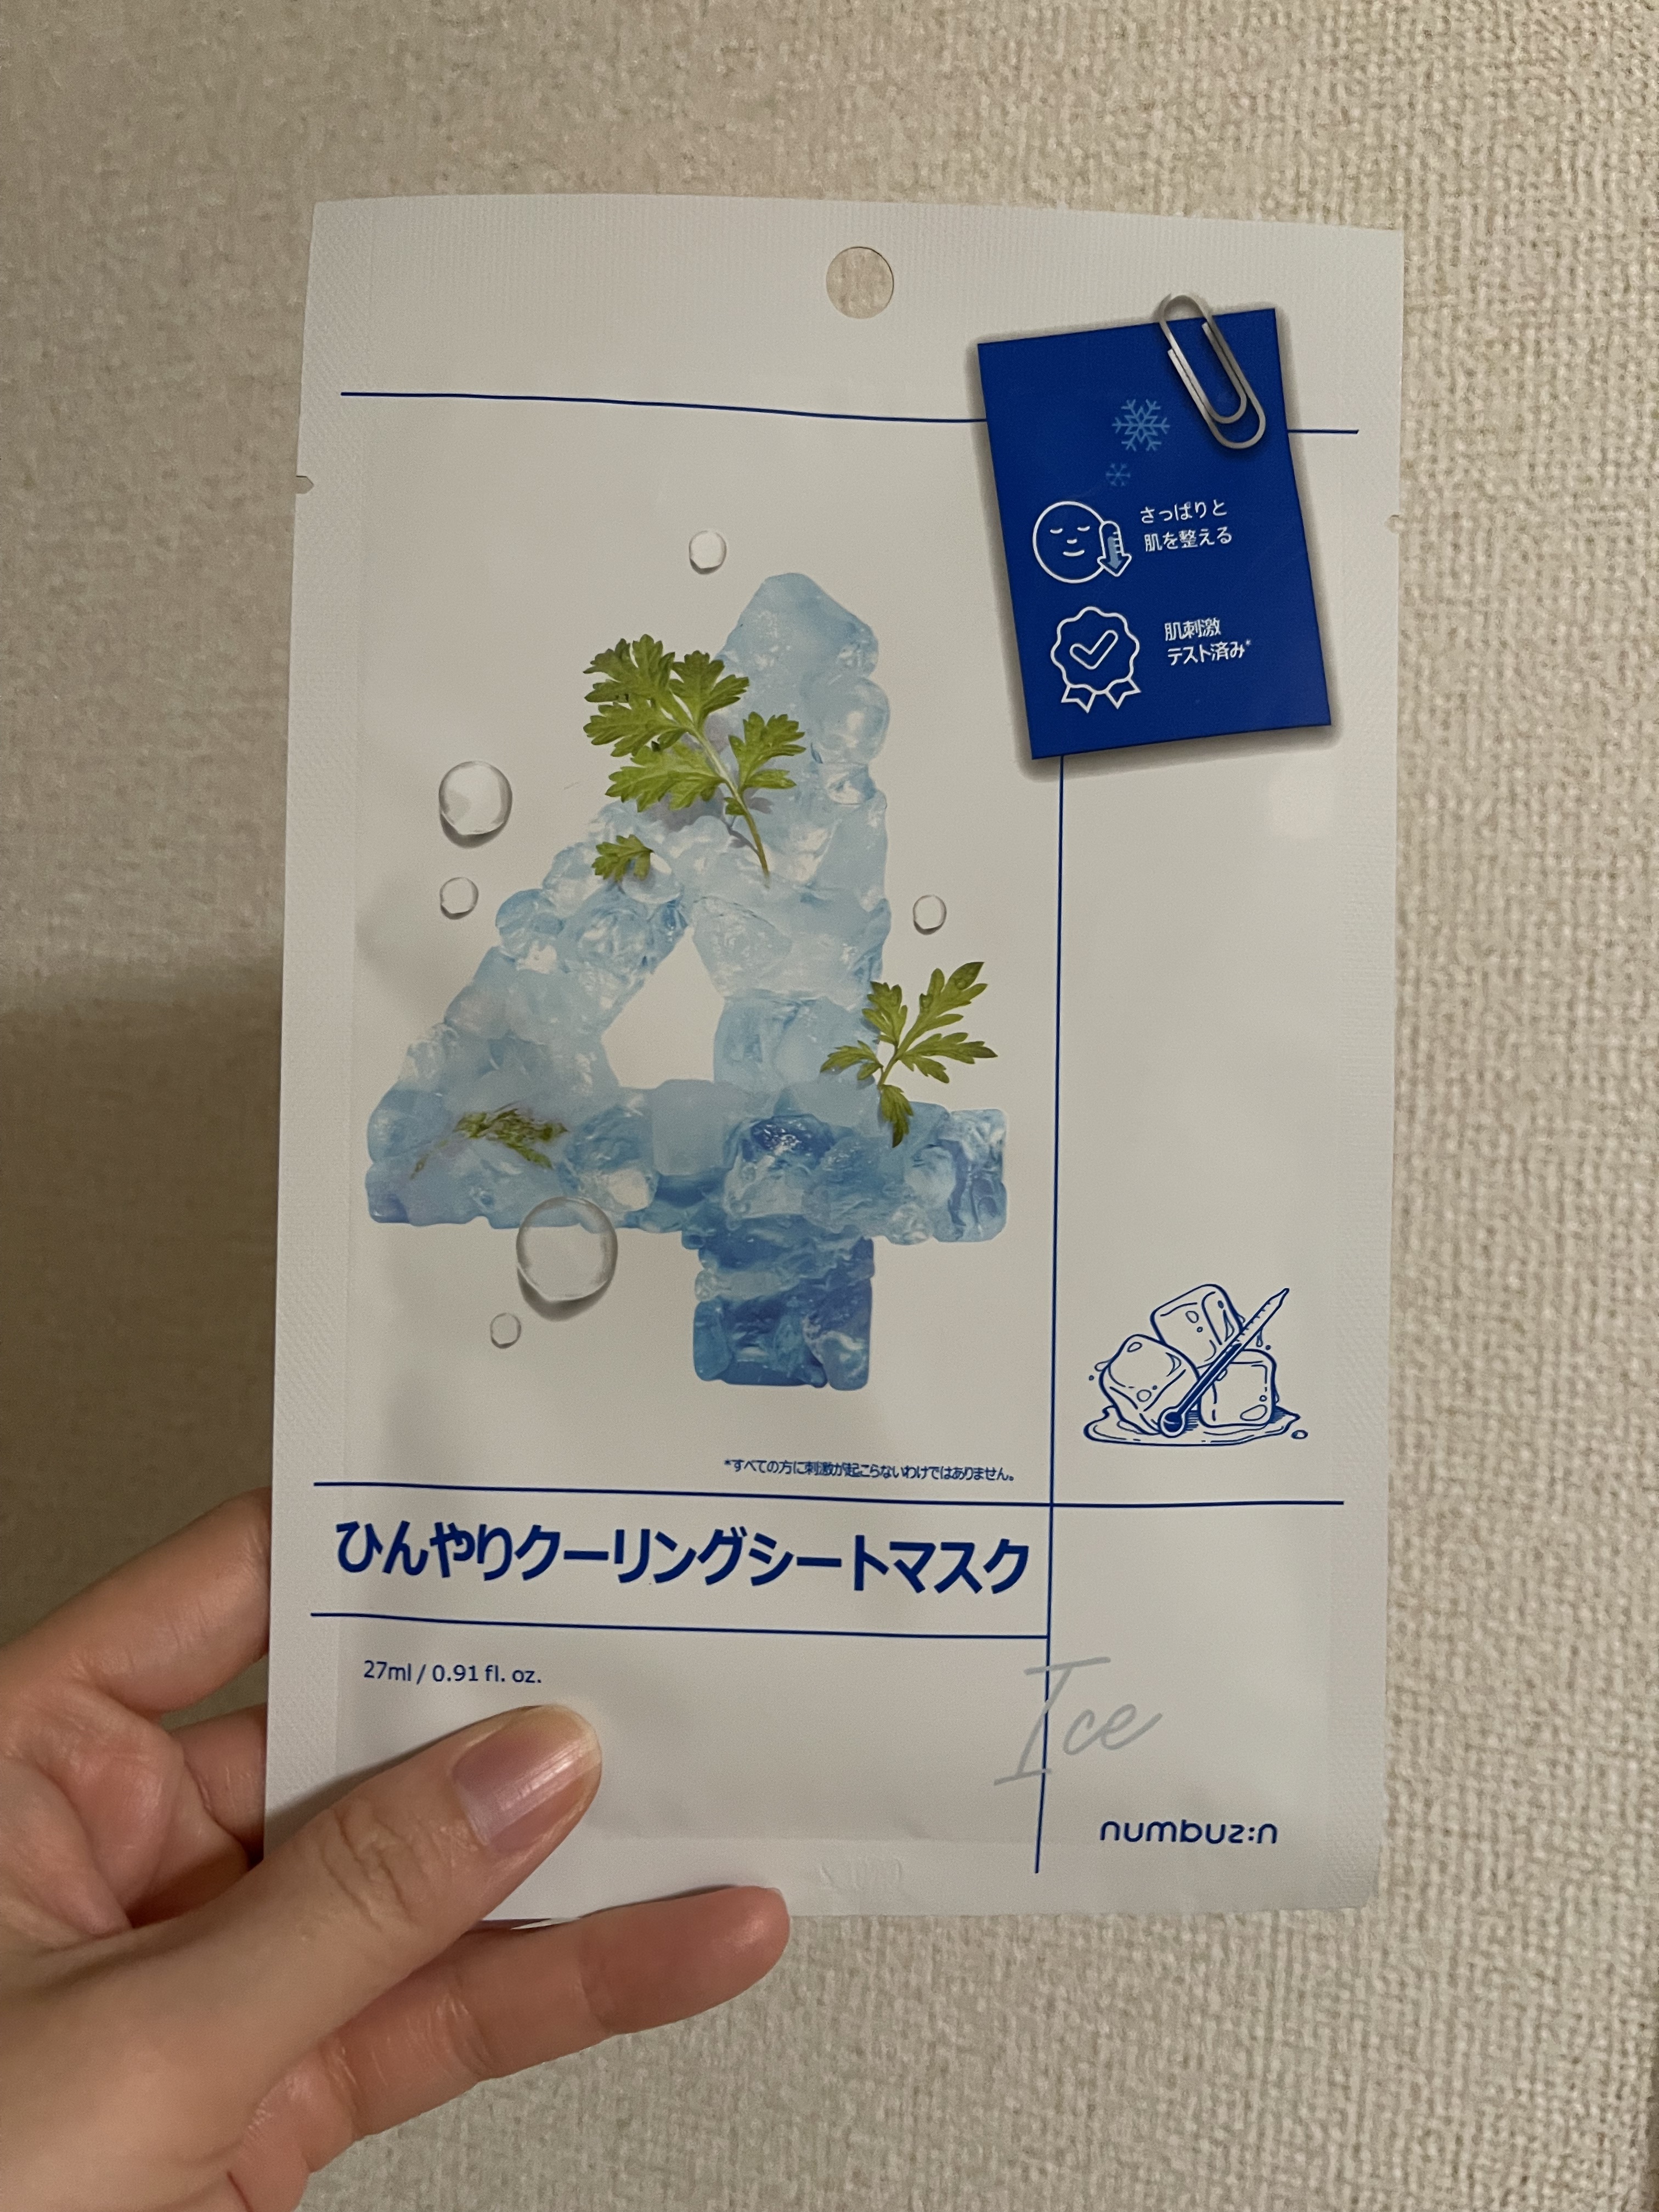 さっぱりと
肌を整える
肌刺激
テスト済み*
4
*すべての方に刺激が起こらないわけではありません。
ひんやりクーリングシートマスク
27ml / 0.91 fl. oz.
Ice
numbuz:n